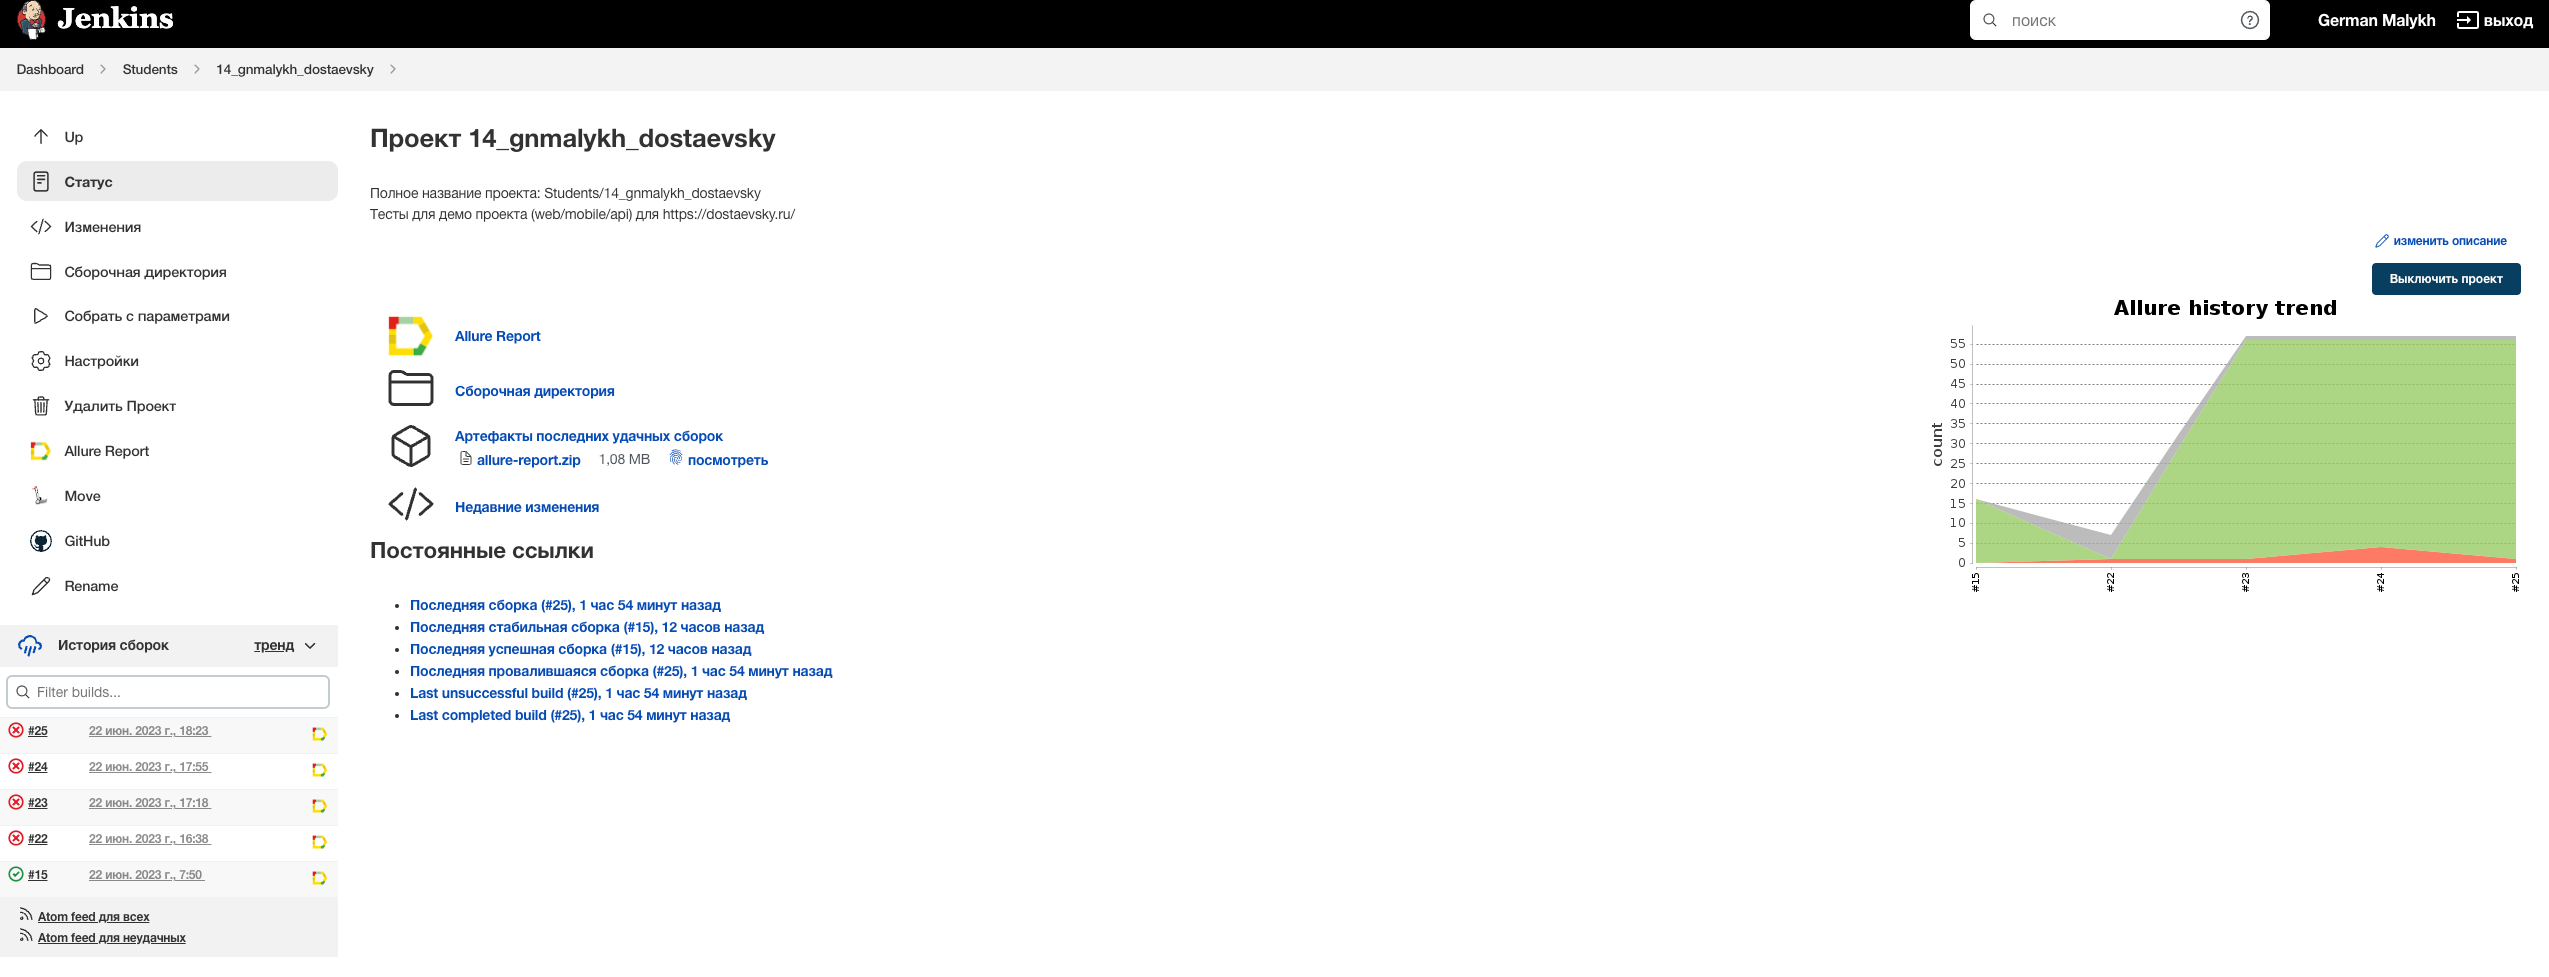 Jenkins
поиск
German Malykh
выход
Dashboard
Students
14_gnmalykh_dostaevsky
Up
Статус
Изменения
Сборочная директория
Собрать с параметрами
Настройки
Удалить Проект
Allure Report
Move
GitHub
Rename
История сборок
тренд
Filter builds...
#25 22 июн. 2023 г., 18:23
#24 22 июн. 2023 г., 17:55
#23 22 июн. 2023 г., 17:18
#22 22 июн. 2023 г., 16:38
#15 22 июн. 2023 г., 7:50
Atom feed для всех
Atom feed для неудачных
Проект 14_gnmalykh_dostaevsky
Полное название проекта: Students/14_gnmalykh_dostaevsky
Тесты для демо проекта (web/mobile/api) для https://dostaevsky.ru/
изменить описание
Выключить проект
Allure Report
Сборочная директория
Артефакты последних удачных сборок
allure-report.zip 1,08 MB посмотреть
Недавние изменения
Постоянные ссылки
Последняя сборка (#25), 1 час 54 минут назад
Последняя стабильная сборка (#15), 12 часов назад
Последняя успешная сборка (#15), 12 часов назад
Последняя провалившаяся сборка (#25), 1 час 54 минут назад
Last unsuccessful build (#25), 1 час 54 минут назад
Last completed build (#25), 1 час 54 минут назад
Allure history trend
count
55
50
45
40
35
30
25
20
15
10
5
0
#15
#22
#23
#24
#25